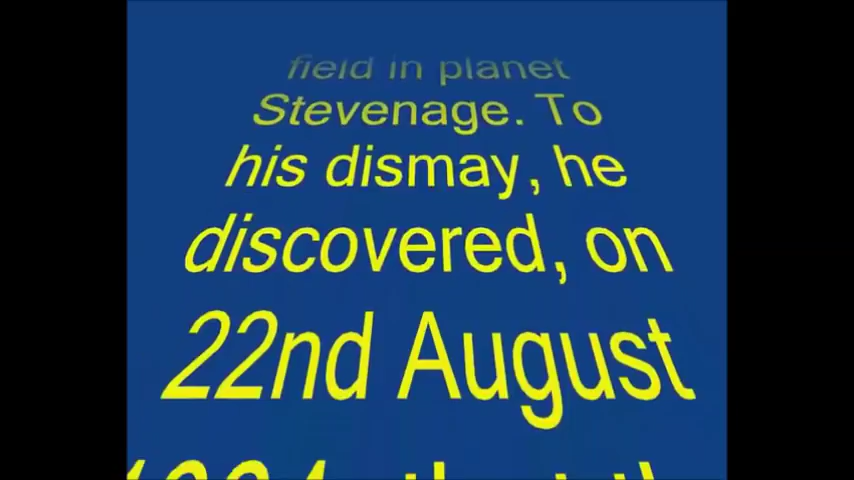 field in planet
Stevenage. To
his dismay, he
discovered, on
22nd August